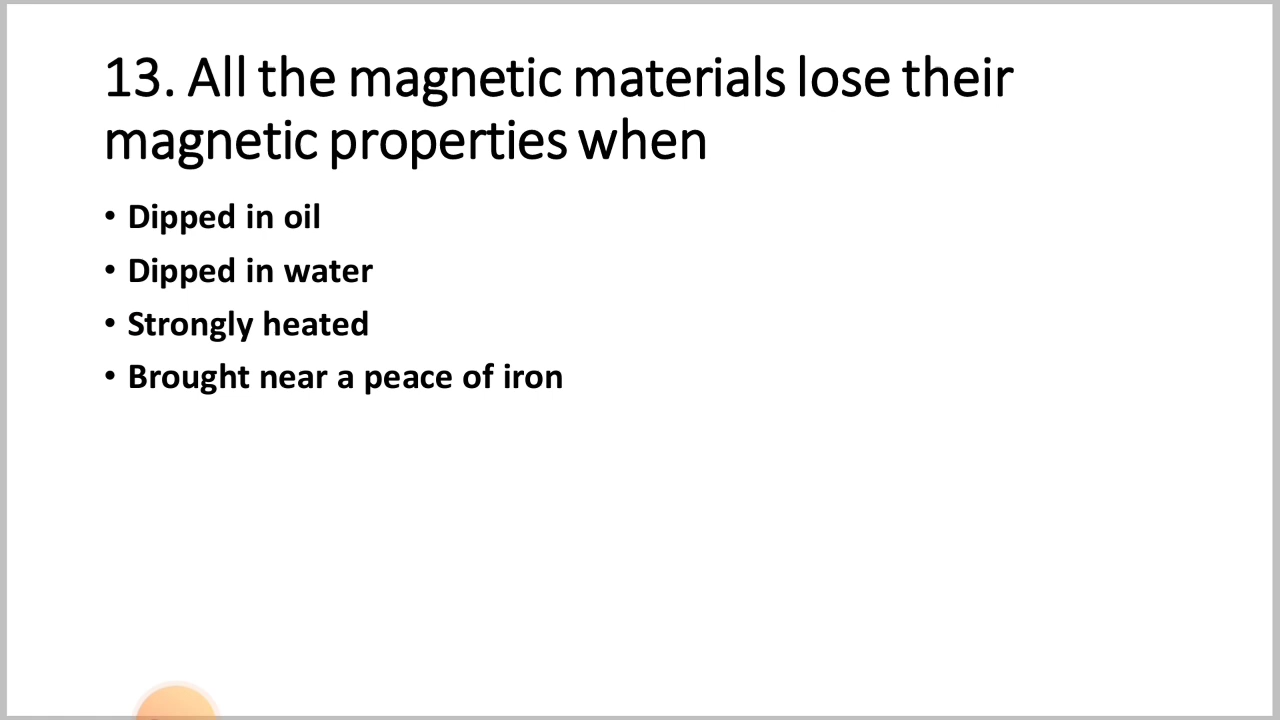 13. All the magnetic materials lose their
magnetic properties when
• Dipped in oil
• Dipped in water
• Strongly heated
• Brought near a peace of iron